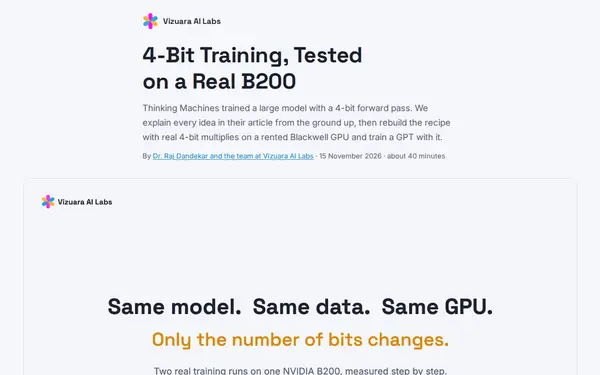 Vizuara AI Labs
4-Bit Training, Tested
on a Real B200
Thinking Machines trained a large model with a 4-bit forward pass. We
explain every idea in their article from the ground up, then rebuild the recipe
with real 4-bit multiplies on a rented Blackwell GPU and train a GPT with it.
By Dr. Raj Dandekar and the team at Vizuara AI Labs · 15 November 2026 · about 40 minutes
Vizuara AI Labs
Same model. Same data. Same GPU.
Only the number of bits changes.
Two real training runs on one NVIDIA B200, measured step by step.